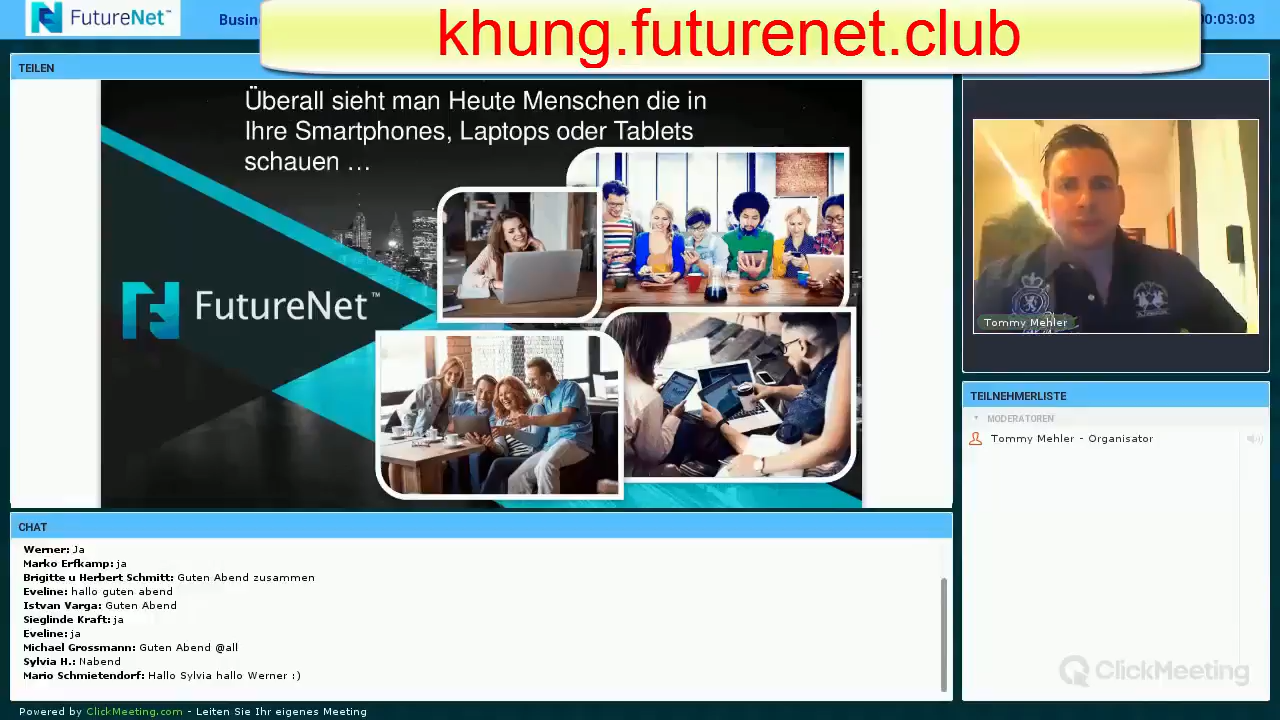 FutureNet™
Busin
khung.futurenet.club
00:03:03
TEILEN
Überall sieht man Heute Menschen die in
Ihre Smartphones, Laptops oder Tablets
schauen …
FutureNet™
Tommy Mehler
TEILNEHMERLISTE
MODERATOREN
Tommy Mehler - Organisator
CHAT
Werner: Ja
Marko Erfkamp: ja
Brigitte u Herbert Schmitt: Guten Abend zusammen
Eveline: hallo guten abend
Istvan Varga: Guten Abend
Sieglinde Kraft: ja
Eveline: ja
Michael Grossmann: Guten Abend @all
Sylvia H.: Nabend
Mario Schmietendorf: Hallo Sylvia hallo Werner :)
ClickMeeting
Powered by ClickMeeting.com - Leiten Sie Ihr eigenes Meeting